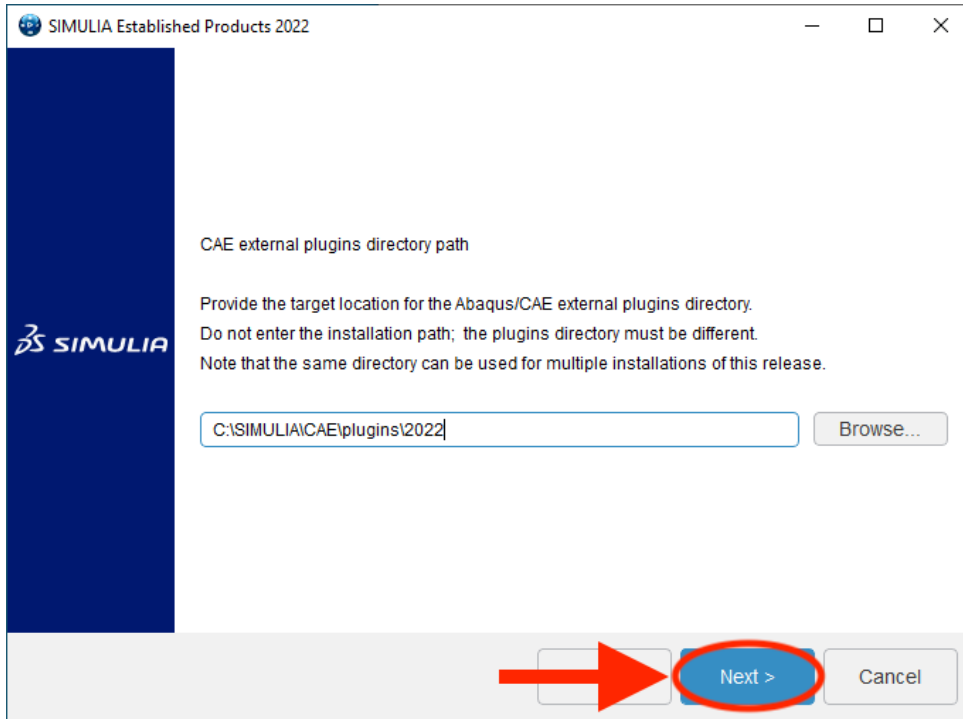 SIMULIA Established Products 2022
CAE external plugins directory path
Provide the target location for the Abaqus/CAE external plugins directory.
Do not enter the installation path; the plugins directory must be different.
Note that the same directory can be used for multiple installations of this release.
SIMULIA
C:\SIMULIA\CAE\plugins\2022
Browse...
Next >
Cancel